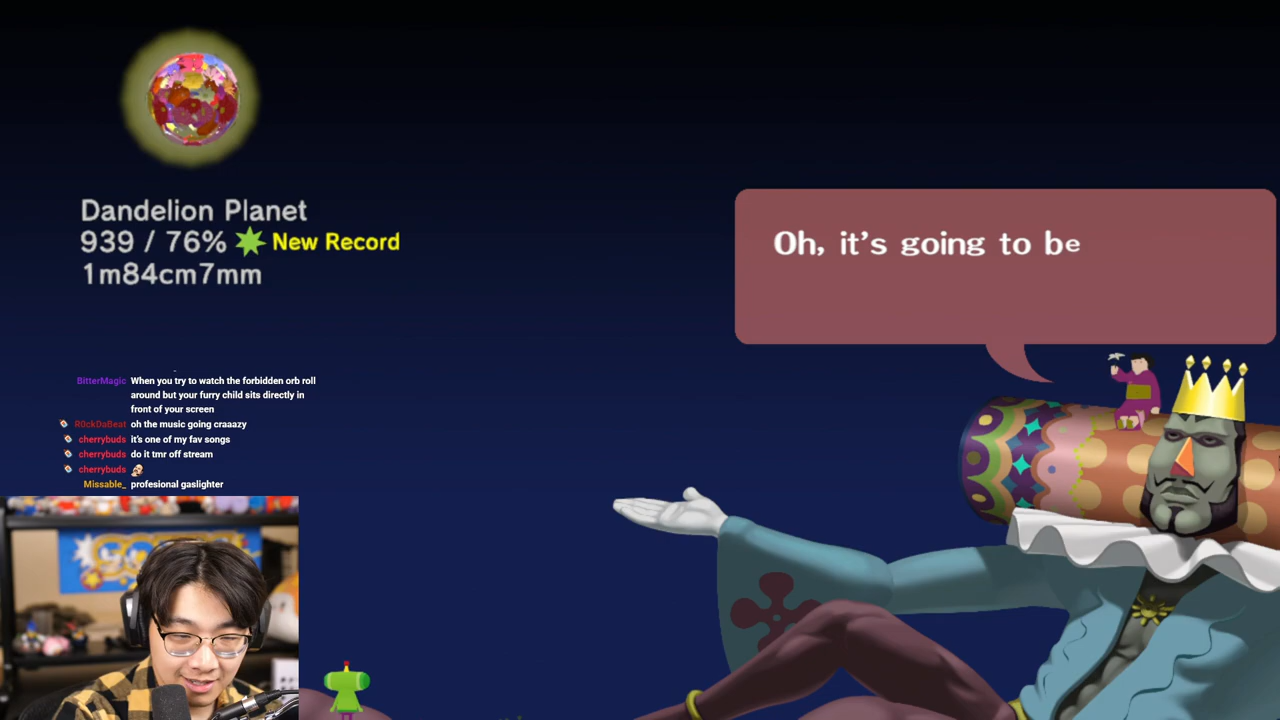 Dandelion Planet
939 / 76% New Record
1m84cm7mm
Oh, it's going to be
BitterMagic When you try to watch the forbidden orb roll
around but your furry child sits directly in
front of your screen
R0ckDaBeat oh the music going craaazy
cherrybuds it's one of my fav songs
cherrybuds do it tmr off stream
cherrybuds
Missable_ profesional gaslighter